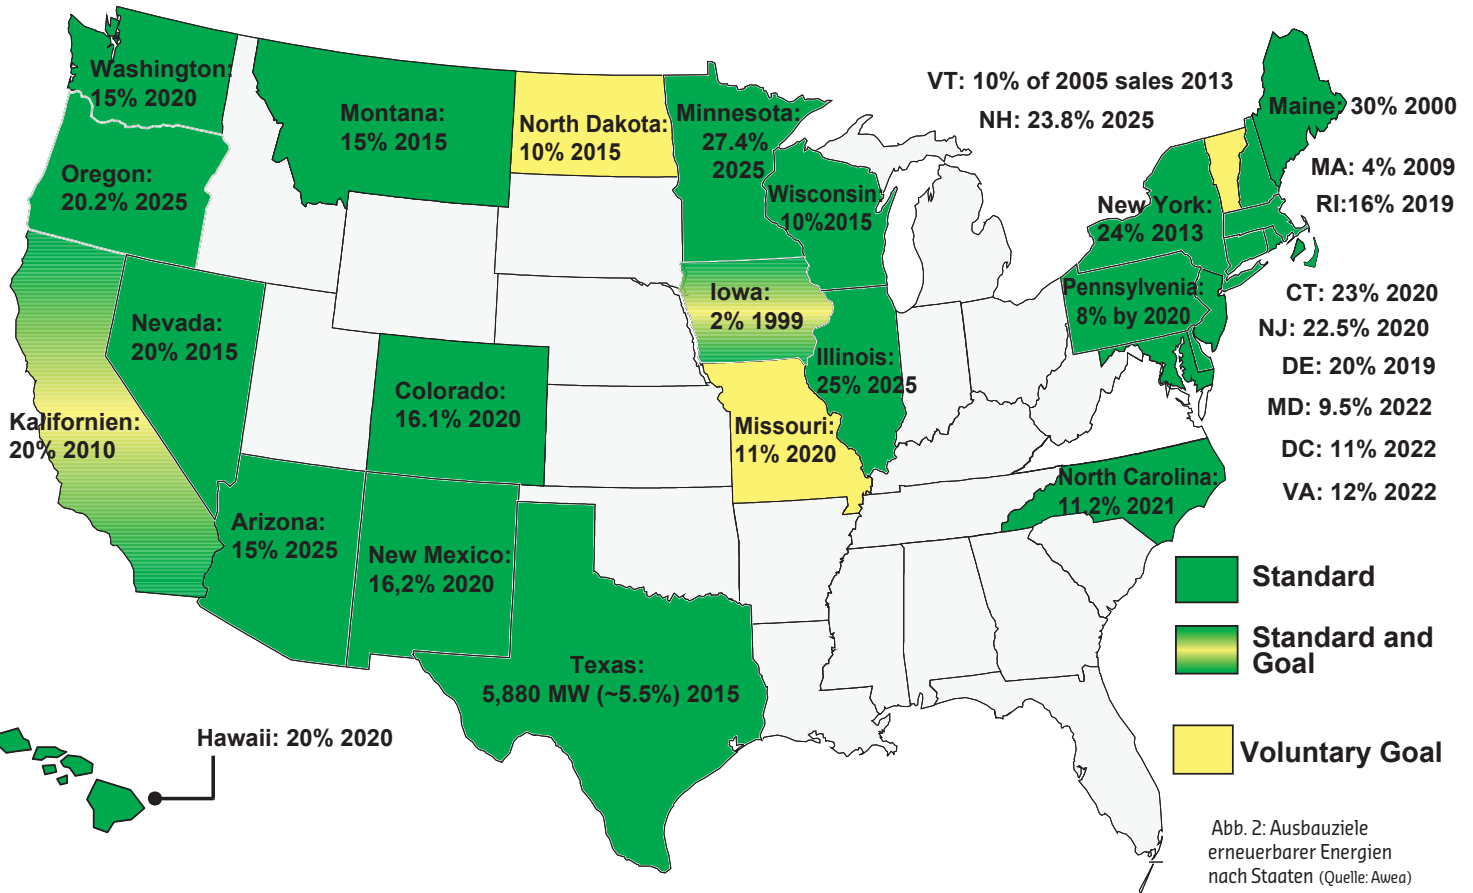 Washington:
15% 2020
Montana:
15% 2015
North Dakota:
10% 2015
Minnesota:
27.4%
2025
VT: 10% of 2005 sales 2013
NH: 23.8% 2025
Maine: 30% 2000
MA: 4% 2009
RI:16% 2019
Oregon:
20.2% 2025
Wisconsin:
10%2015
New York:
24% 2013
Iowa:
2% 1999
Pennsylvania:
8% by 2020
CT: 23% 2020
NJ: 22.5% 2020
DE: 20% 2019
MD: 9.5% 2022
DC: 11% 2022
VA: 12% 2022
Nevada:
20% 2015
Illinois:
25% 2025
Colorado:
16.1% 2020
Kalifornien:
20% 2010
Missouri:
11% 2020
North Carolina:
11.2% 2021
Arizona:
15% 2025
New Mexico:
16,2% 2020
Texas:
5,880 MW (~5.5%) 2015
Hawaii: 20% 2020
Standard
Standard and
Goal
Voluntary Goal
Abb. 2: Ausbauziele
erneuerbarer Energien
nach Staaten (Quelle: Awea)